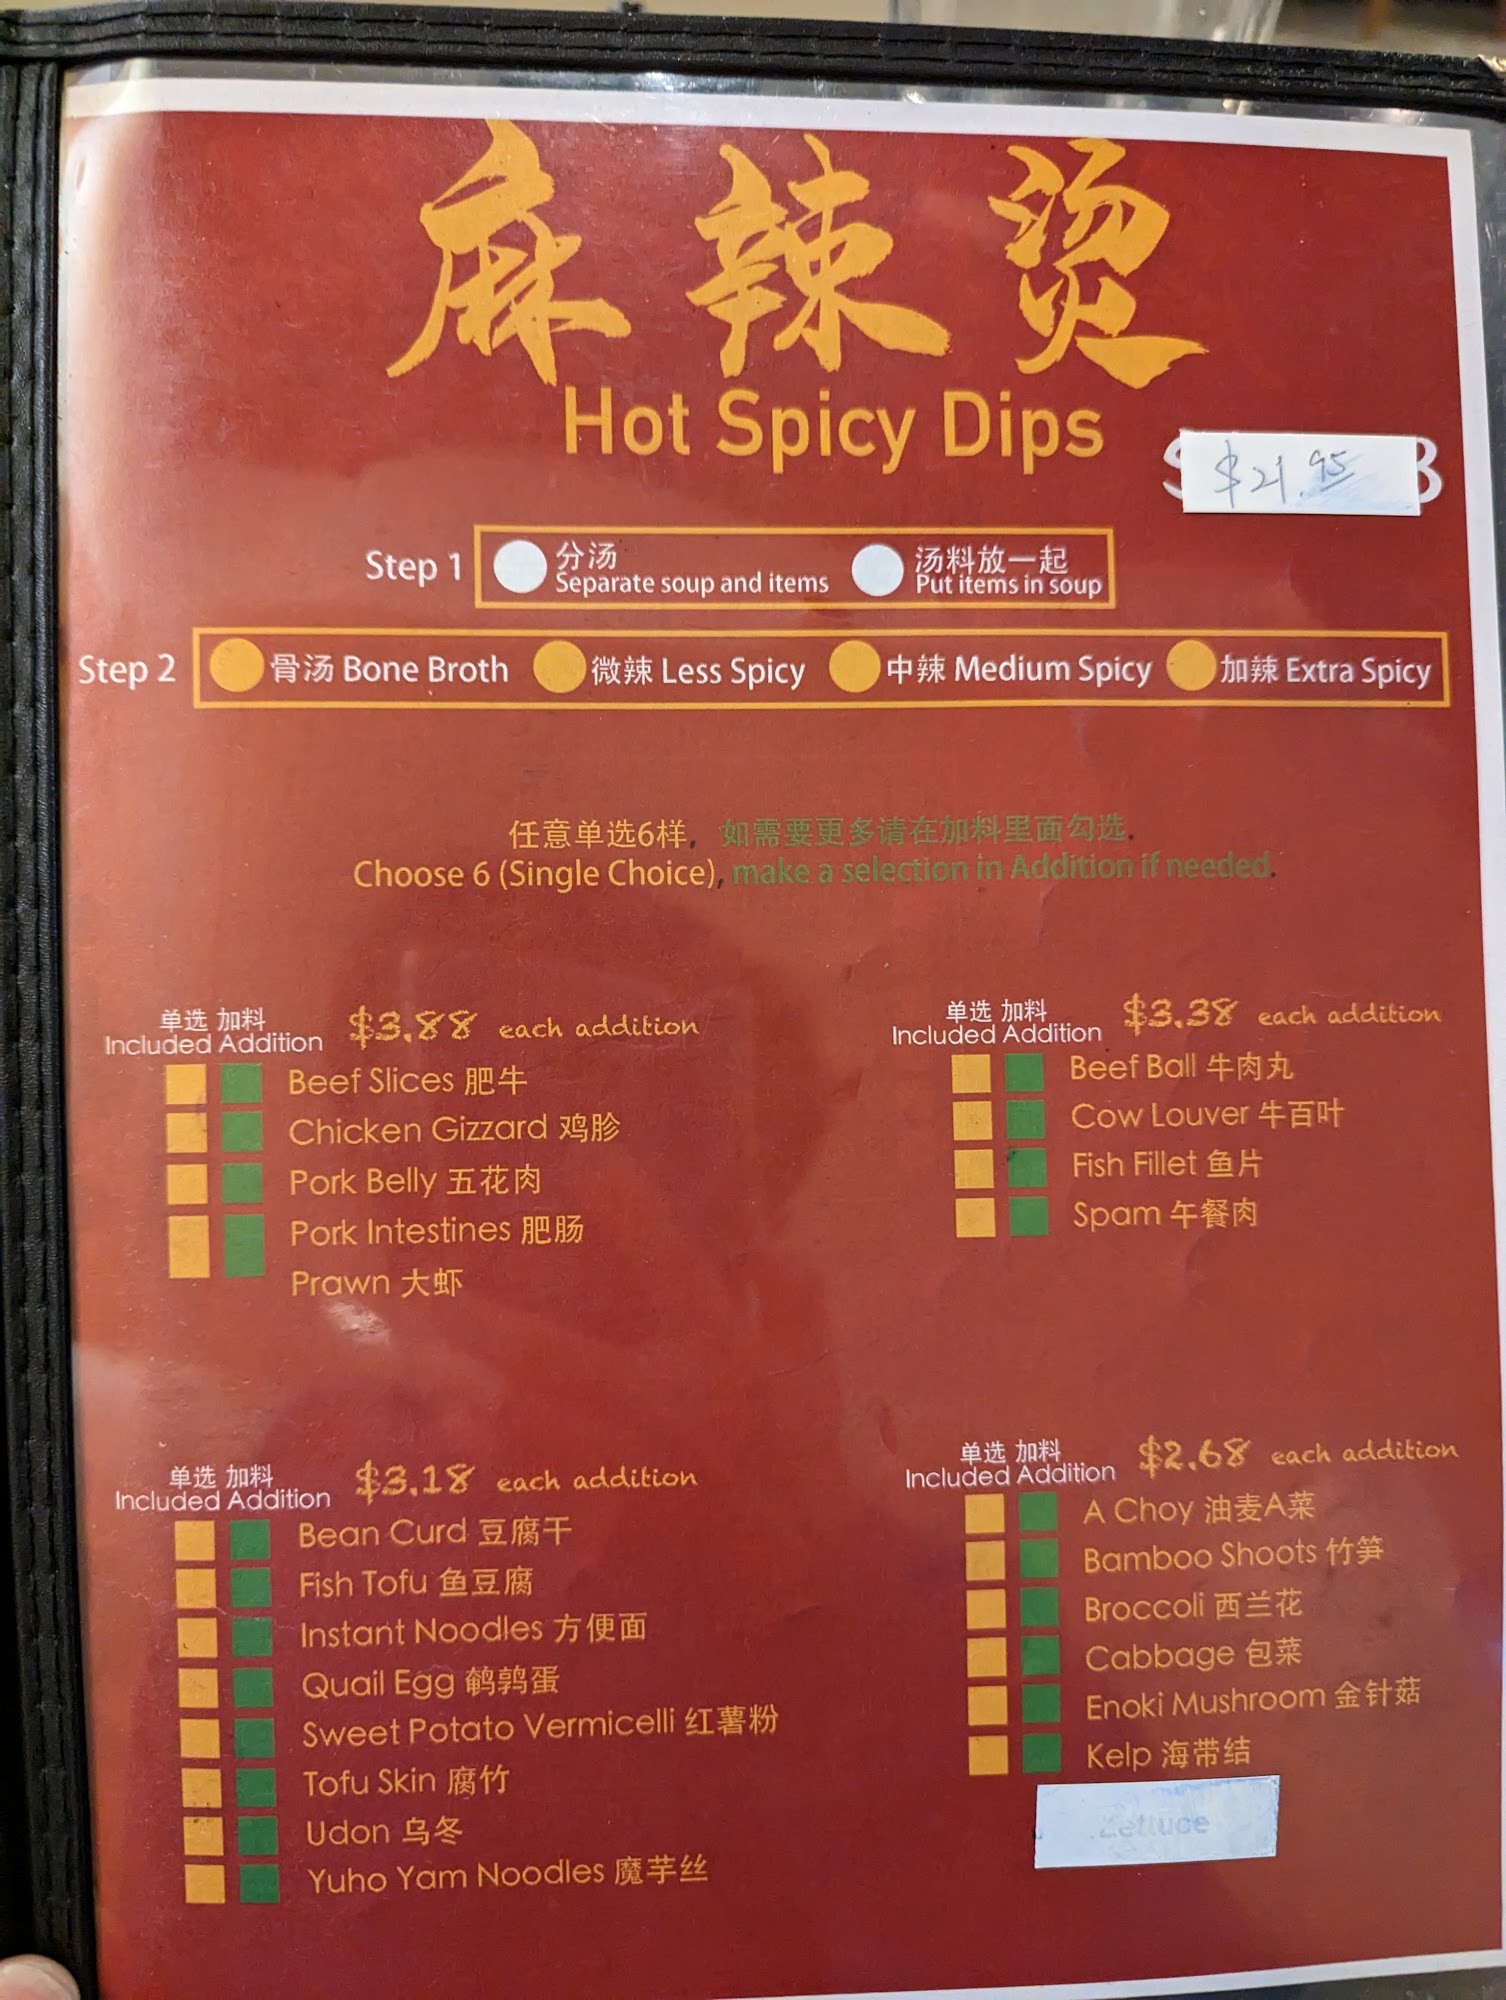 麻辣烫
Hot Spicy Dips
$21.95
Step 1 分汤 汤料放一起
Separate soup and items Put items in soup
Step 2 骨汤 Bone Broth 微辣 Less Spicy 中辣 Medium Spicy 加辣 Extra Spicy
任意单选6样，如需要更多请在加料里面勾选.
Choose 6 (Single Choice), make a selection in Addition if needed.
单选 加料 $3.88 each addition
Included Addition
Beef Slices 肥牛
Chicken Gizzard 鸡胗
Pork Belly 五花肉
Pork Intestines 肥肠
Prawn 大虾
单选 加料 $3.38 each addition
Included Addition
Beef Ball 牛肉丸
Cow Louver 牛百叶
Fish Fillet 鱼片
Spam 午餐肉
单选 加料 $3.18 each addition
Included Addition
Bean Curd 豆腐干
Fish Tofu 鱼豆腐
Instant Noodles 方便面
Quail Egg 鹌鹑蛋
Sweet Potato Vermicelli 红薯粉
Tofu Skin 腐竹
Udon 乌冬
Yuho Yam Noodles 魔芋丝
单选 加料 $2.68 each addition
Included Addition
A Choy 油麦A菜
Bamboo Shoots 竹笋
Broccoli 西兰花
Cabbage 包菜
Enoki Mushroom 金针菇
Kelp 海带结
Lettuce